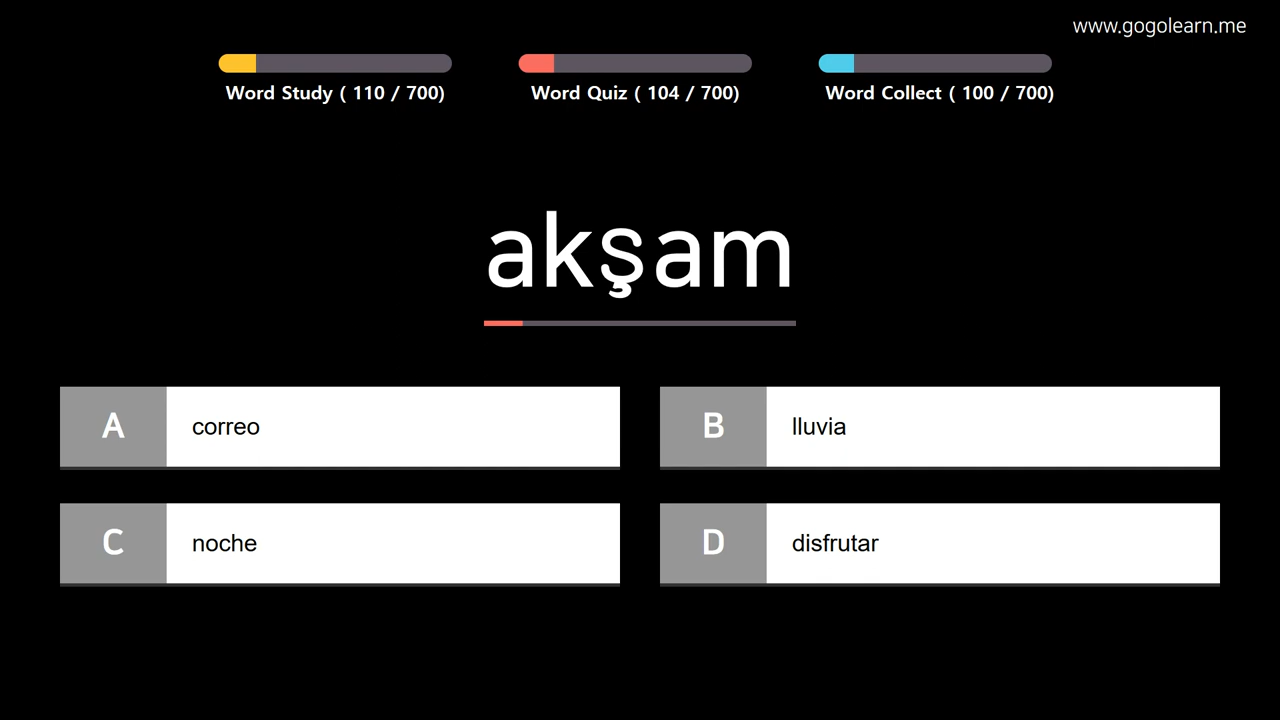 www.gogolearn.me
Word Study ( 110 / 700)
Word Quiz ( 104 / 700)
Word Collect ( 100 / 700)
akşam
A correo
B lluvia
C noche
D disfrutar